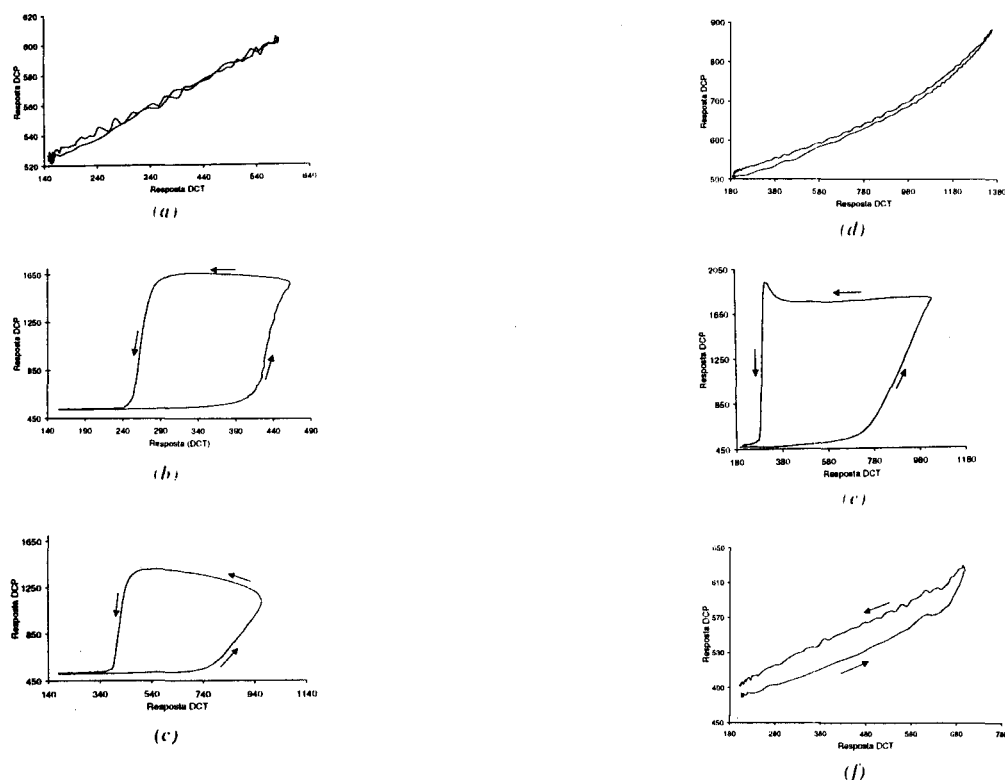 620
600
580
560
540
520
140 240 340 440 540 640
Resposta DCP
Resposta DCT
(a)
900
800
700
600
500
180 380 580 780 980 1180 1380
Resposta DCP
Resposta DCT
(d)
1650
1250
850
450
140 190 240 290 340 390 440 490
Resposta DCP
Resposta (DCT)
(b)
2050
1650
1250
850
450
180 380 580 780 980 1180
Resposta DCP
Resposta DCT
(e)
1650
1250
850
450
140 340 540 740 940 1140
Resposta DCP
Resposta DCT
(c)
650
610
570
530
490
450
180 280 380 480 580 680 780
Resposta DCP
Resposta DCT
(f)